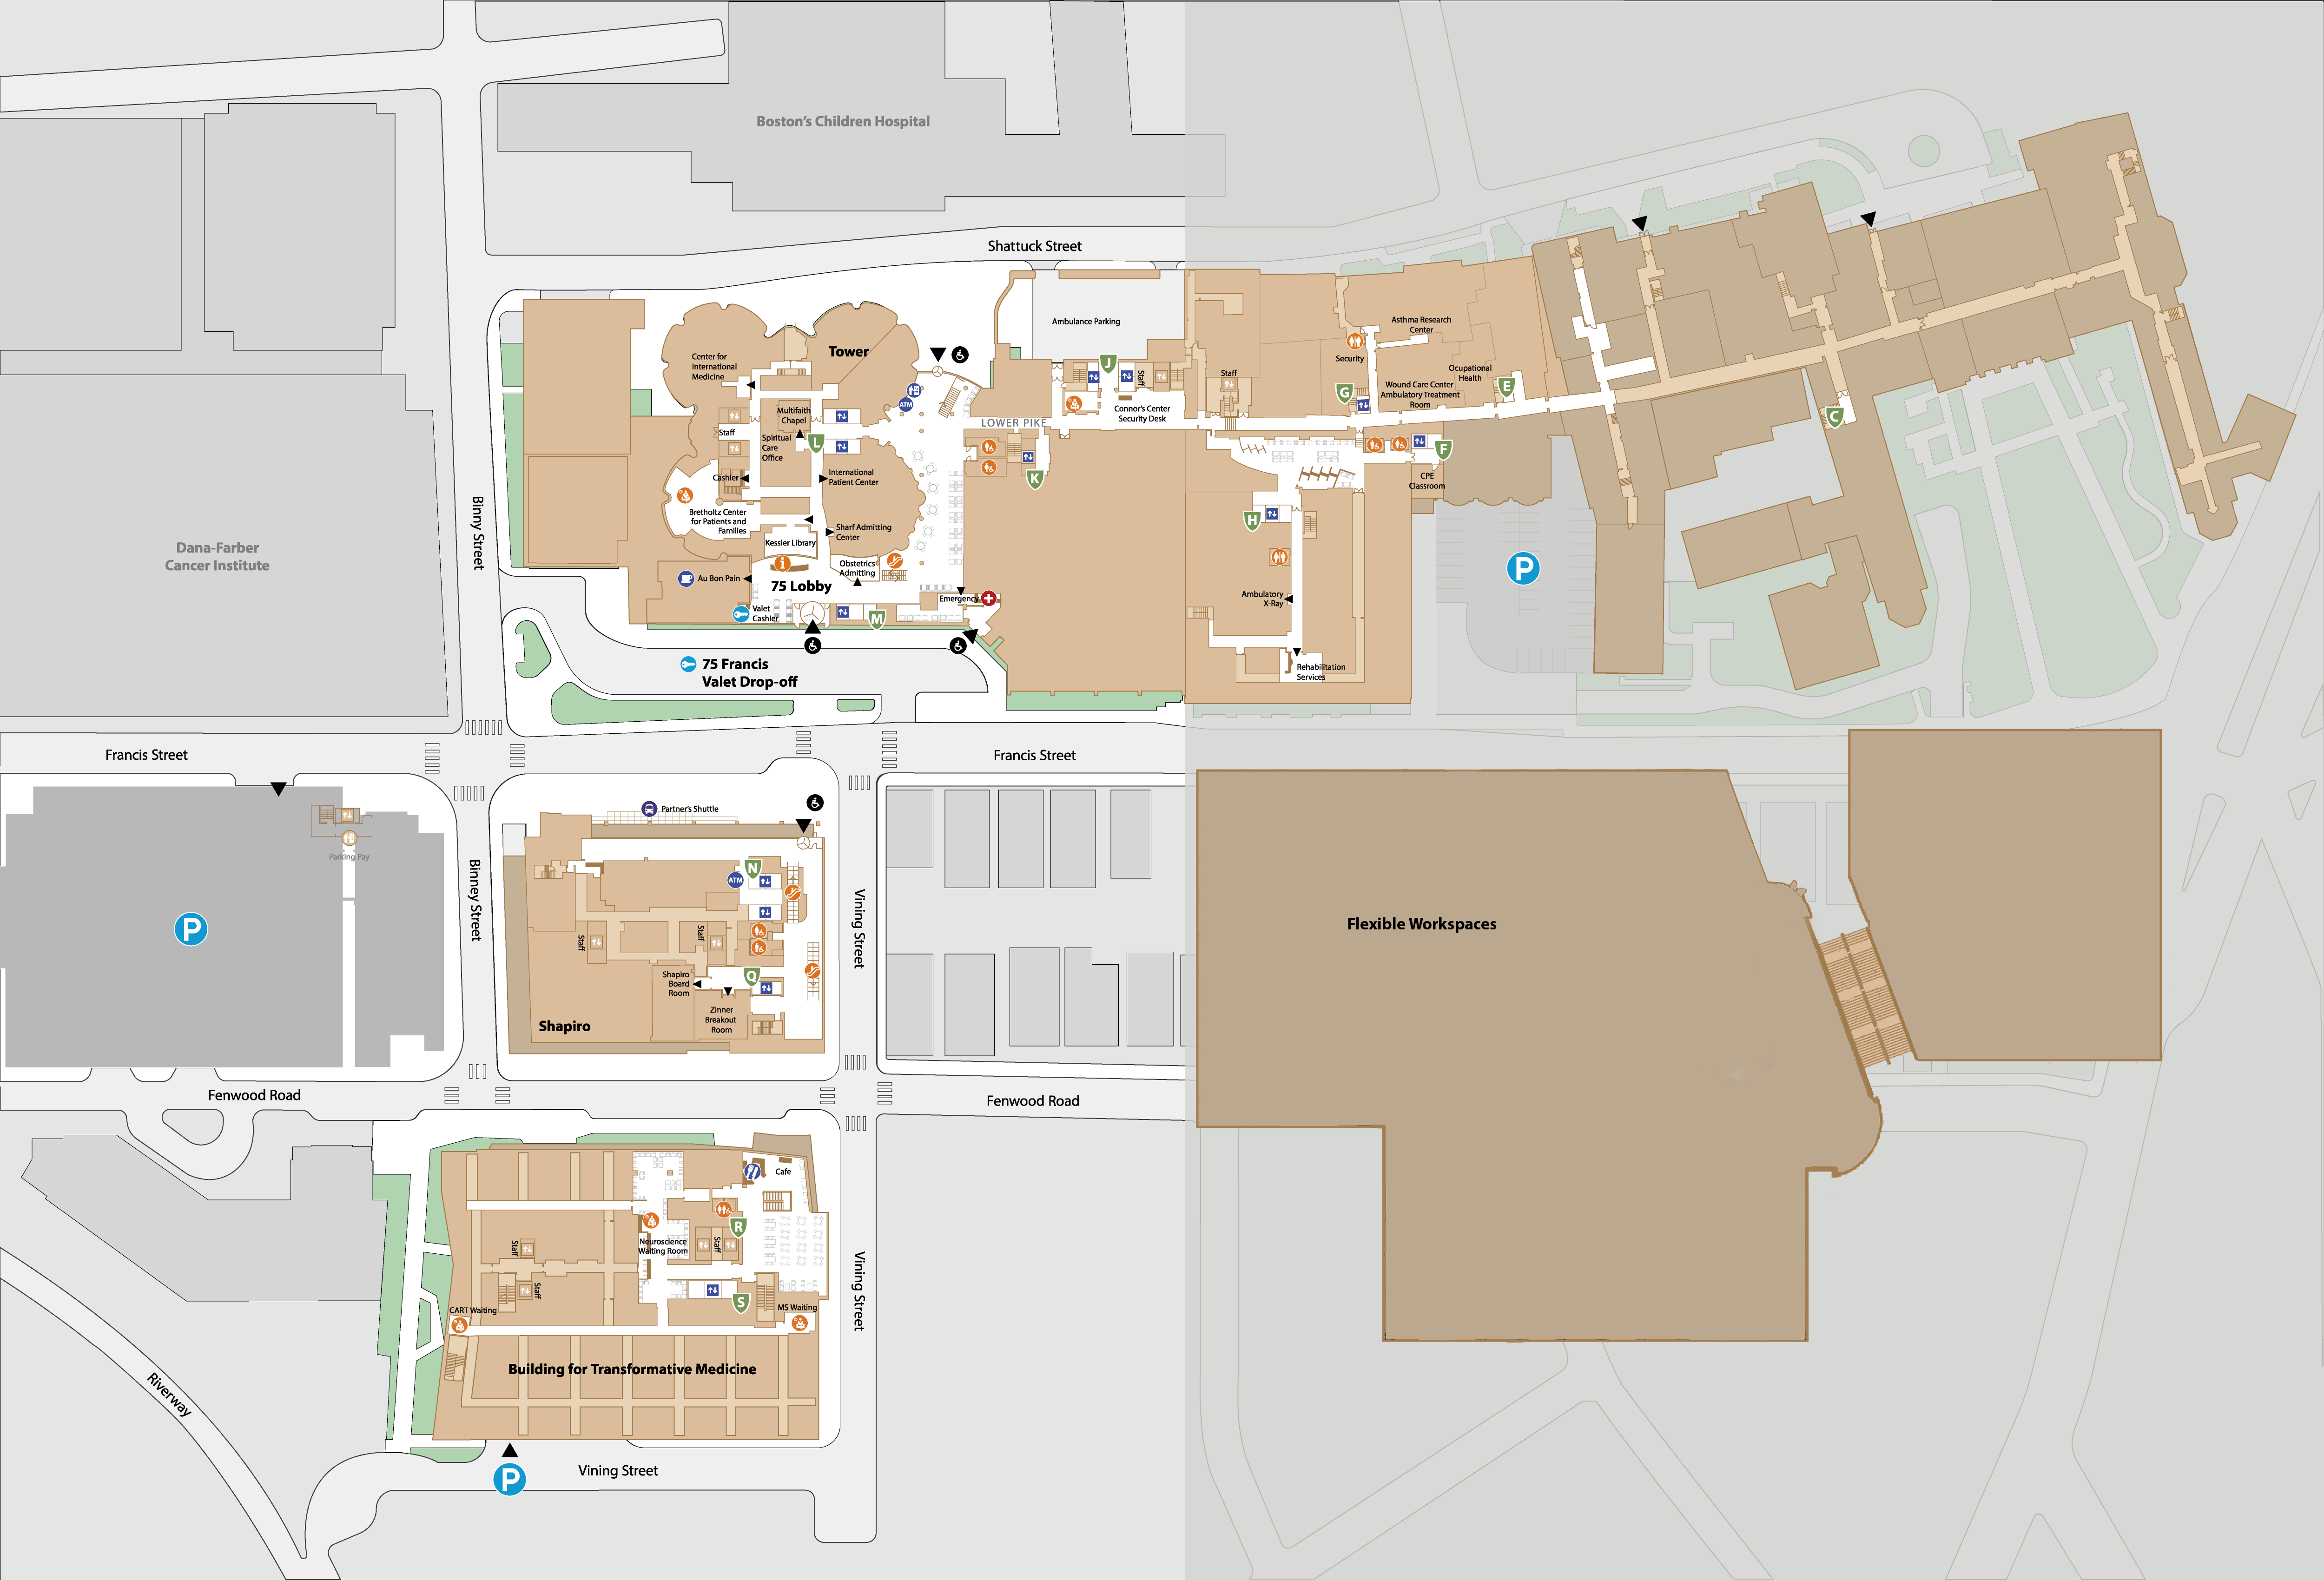 Boston's Children Hospital
Shattuck Street
Ambulance Parking
Tower
Center for
International
Medicine
Asthma Research
Center
Security
Staff
Staff
J
Connor's Center
Security Desk
Ocupational
Health
Wound Care Center
Ambulatory Treatment
Room
E
G
C
ATM
Multifaith
Chapel
LOWER PIKE
Staff
L
Spiritual
Care
Office
F
CPE
Classroom
Cashier
International
Patient Center
K
Bretholtz Center
for Patients and
Families
Sharf Admitting
Center
H
Kessler Library
i
Obstetrics
Admitting
Au Bon Pain
75 Lobby
Emergency
Ambulatory
X-Ray
Valet
Cashier
M
P
Rehabilitation
Services
75 Francis
Valet Drop-off
Binny Street
Dana-Farber
Cancer Institute
Francis Street
Francis Street
Partner's Shuttle
Parking Pay
P
Binney Street
N
ATM
Staff
Staff
Q
Shapiro
Board
Room
Zinner
Breakout
Room
Shapiro
Vining Street
Flexible Workspaces
Fenwood Road
Fenwood Road
Cafe
R
Neuroscience
Waiting Room
Staff
Staff
Staff
S
CART Waiting
MS Waiting
Vining Street
Building for Transformative Medicine
Riverway
P
Vining Street